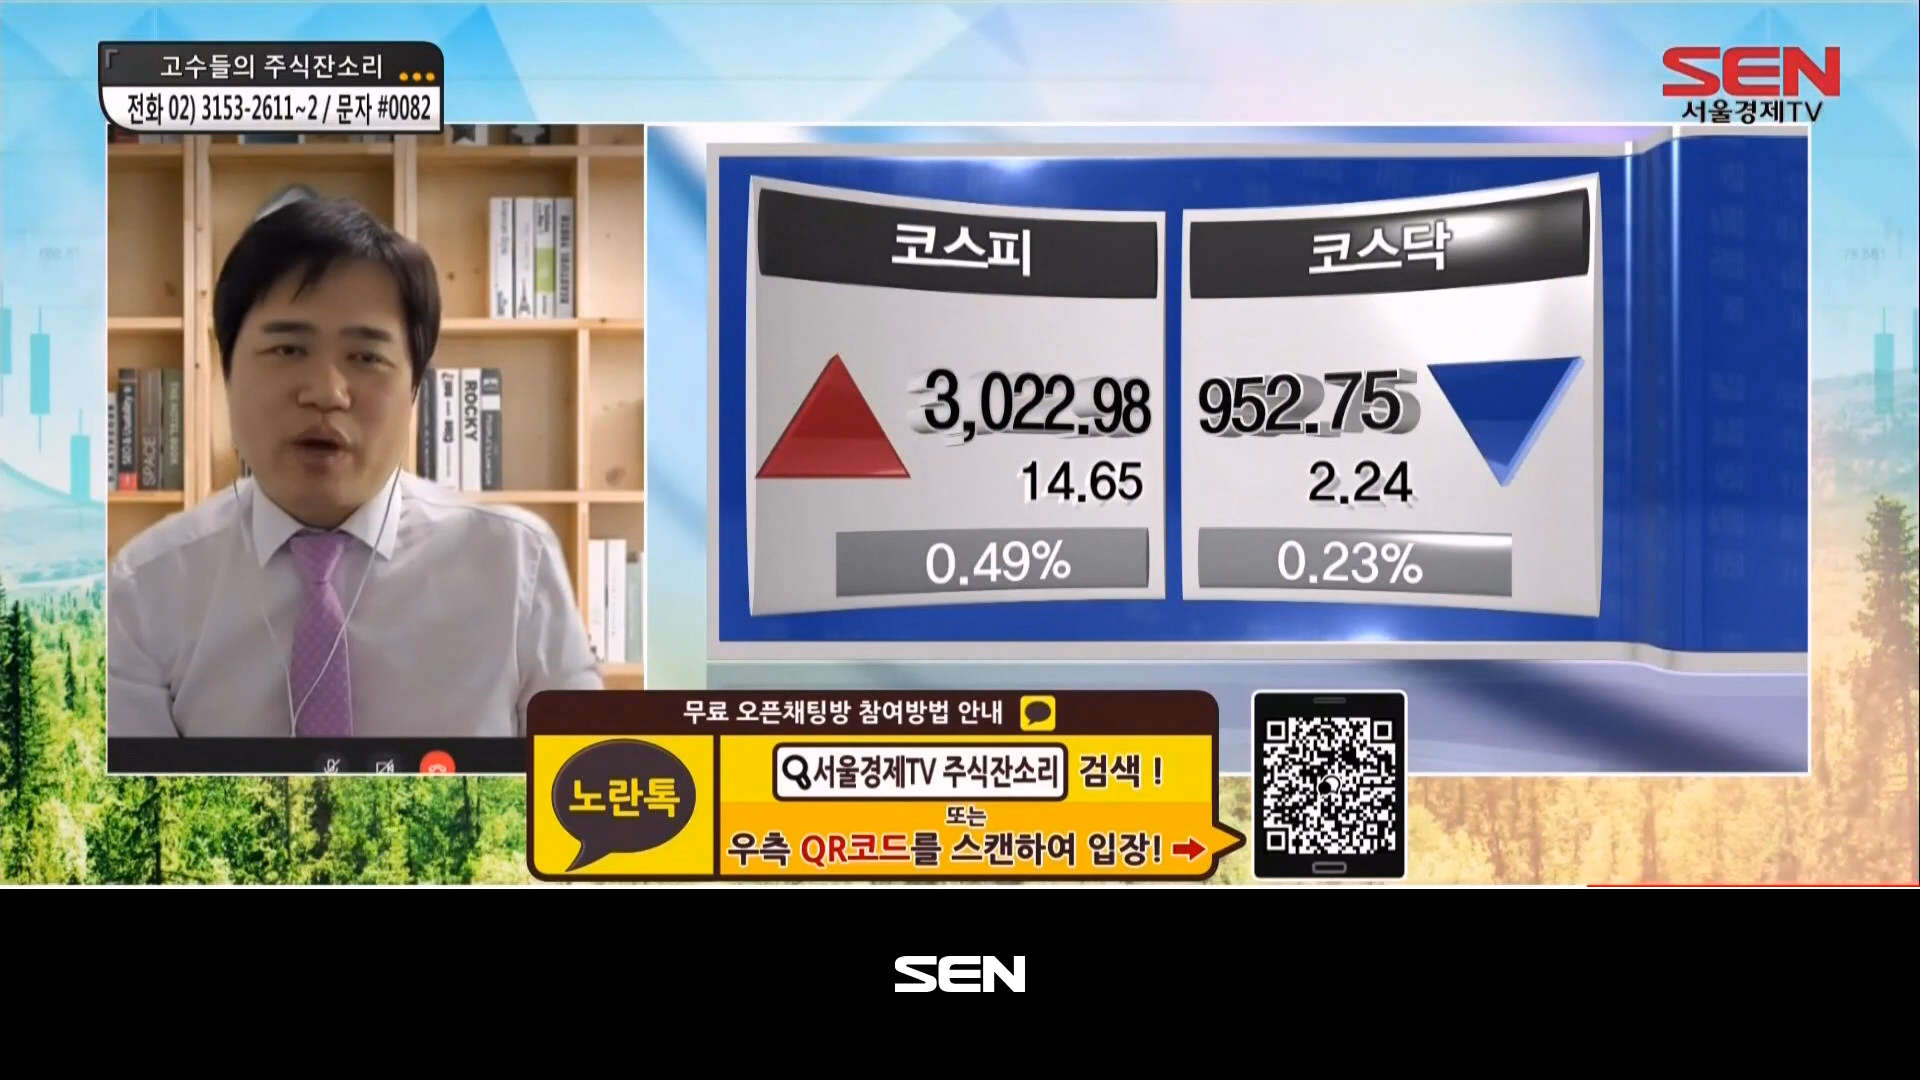 고수들의 주식잔소리
전화 02) 3153-2611~2 / 문자 #0082
SEN
서울경제TV
코스피
3,022.98
14.65
0.49%
코스닥
952.75
2.24
0.23%
ROCKY
SPACE
BEAUTIFUL YOUTH
무료 오픈채팅방 참여방법 안내
노란톡
서울경제TV 주식잔소리 검색 !
또는
우측 QR코드를 스캔하여 입장!
SEN